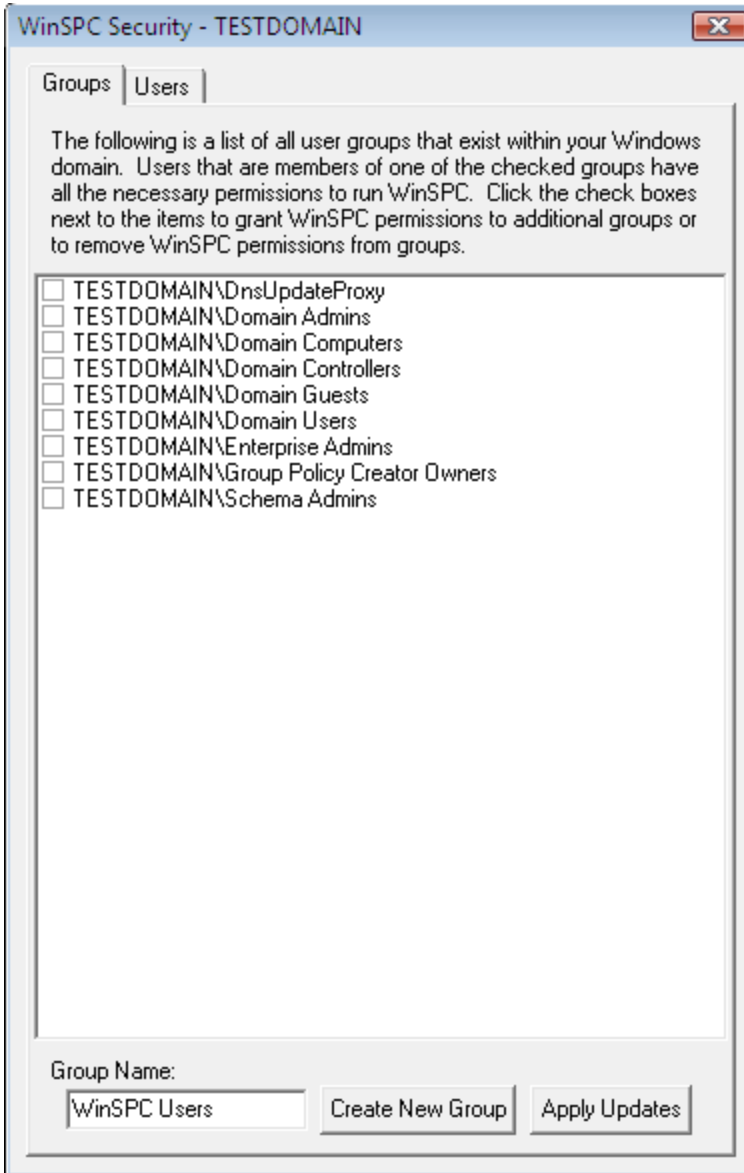 WinSPC Security - TESTDOMAIN
Groups
Users
The following is a list of all user groups that exist within your Windows
domain.  Users that are members of one of the checked groups have
all the necessary permissions to run WinSPC.  Click the check boxes
next to the items to grant WinSPC permissions to additional groups or
to remove WinSPC permissions from groups.
TESTDOMAIN\DnsUpdateProxy
TESTDOMAIN\Domain Admins
TESTDOMAIN\Domain Computers
TESTDOMAIN\Domain Controllers
TESTDOMAIN\Domain Guests
TESTDOMAIN\Domain Users
TESTDOMAIN\Enterprise Admins
TESTDOMAIN\Group Policy Creator Owners
TESTDOMAIN\Schema Admins
Group Name:
WinSPC Users
Create New Group
Apply Updates